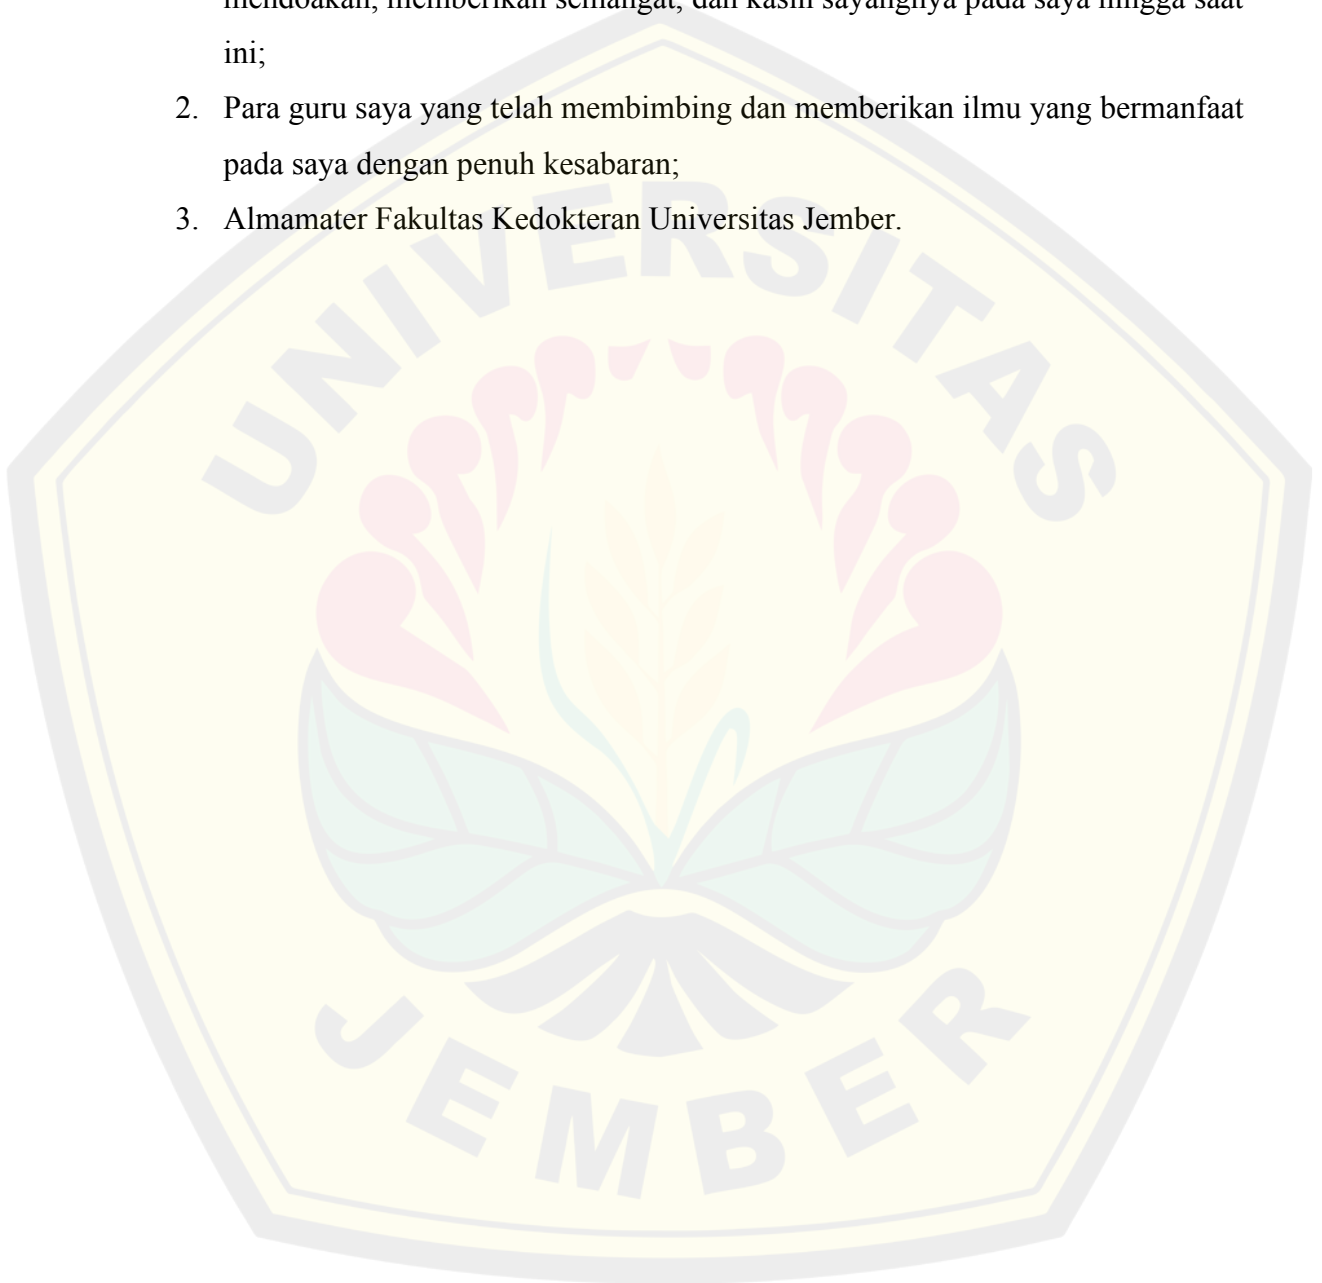 mendoakan, memberikan semangat, dan kasih sayangnya pada saya hingga saat
ini;
2. Para guru saya yang telah membimbing dan memberikan ilmu yang bermanfaat
pada saya dengan penuh kesabaran;
3. Almamater Fakultas Kedokteran Universitas Jember.
UNIVERSITAS
JEMBER